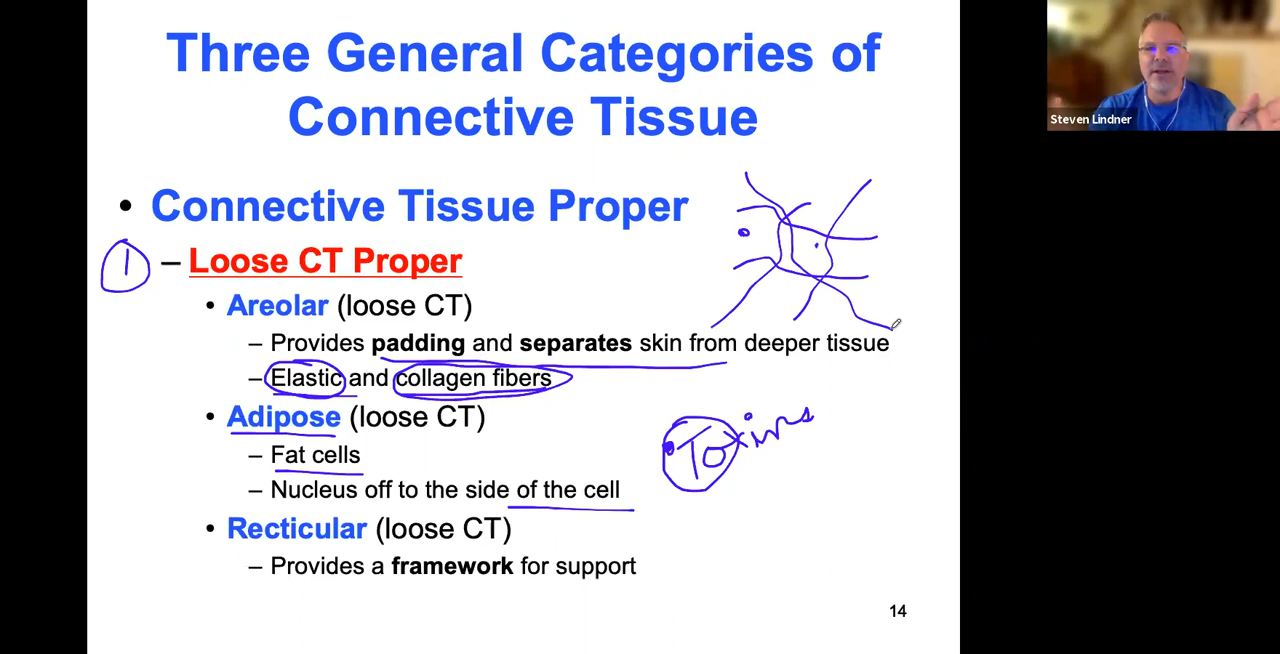 Three General Categories of
Connective Tissue
Steven Lindner
• Connective Tissue Proper
1
– Loose CT Proper
• Areolar (loose CT)
– Provides padding and separates skin from deeper tissue
– Elastic and collagen fibers
• Adipose (loose CT)
– Fat cells
Toxins
– Nucleus off to the side of the cell
• Recticular (loose CT)
– Provides a framework for support
14